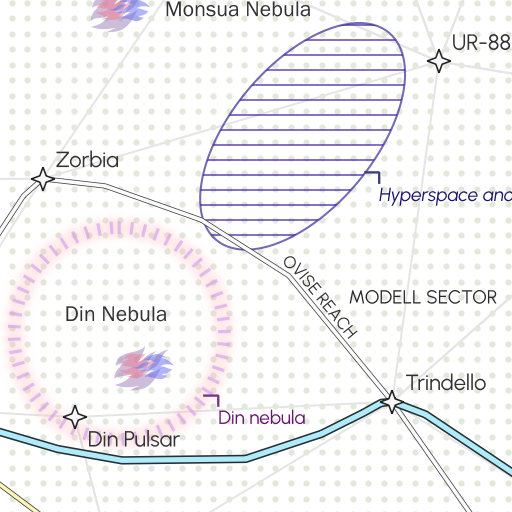 Monsua Nebula
UR-88
Zorbia
Hyperspace and
OVISE REACH
MODELL SECTOR
Din Nebula
Trindello
Din nebula
Din Pulsar